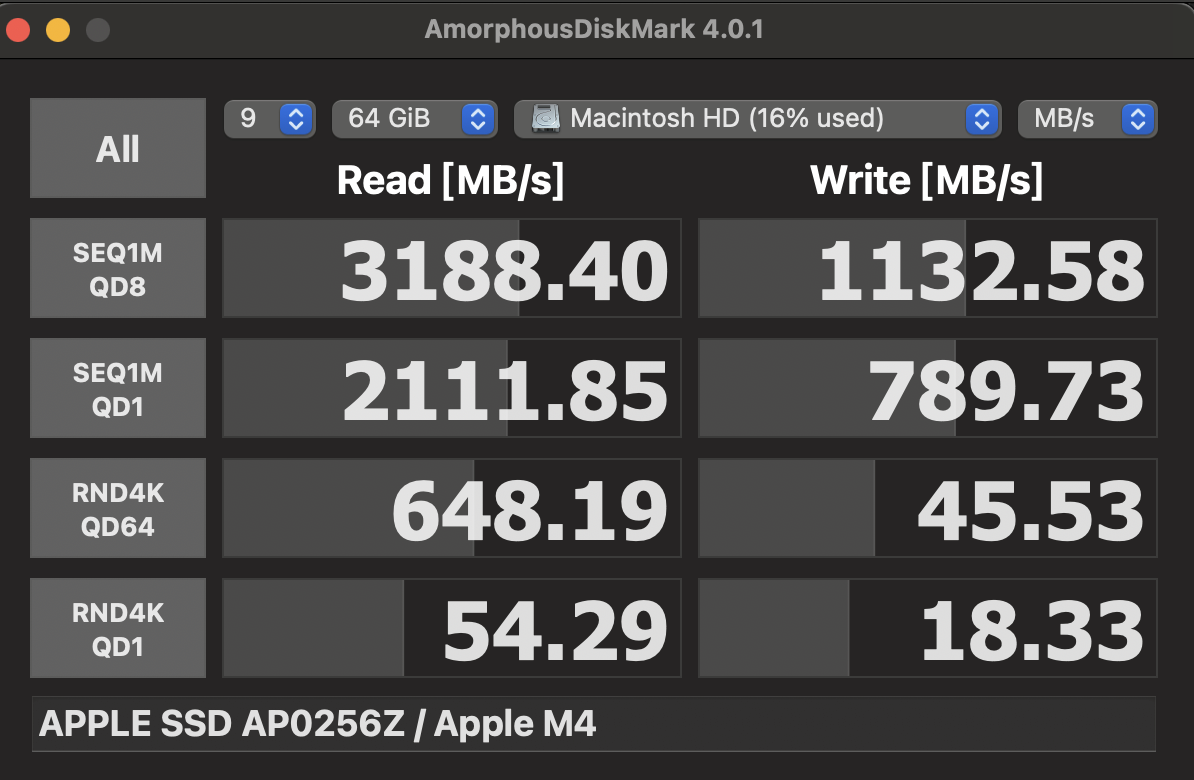 AmorphousDiskMark 4.0.1
All
9
64 GiB
Macintosh HD (16% used)
MB/s
Read [MB/s]
Write [MB/s]
SEQ1M
QD8
3188.40
1132.58
SEQ1M
QD1
2111.85
789.73
RND4K
QD64
648.19
45.53
RND4K
QD1
54.29
18.33
APPLE SSD AP0256Z / Apple M4